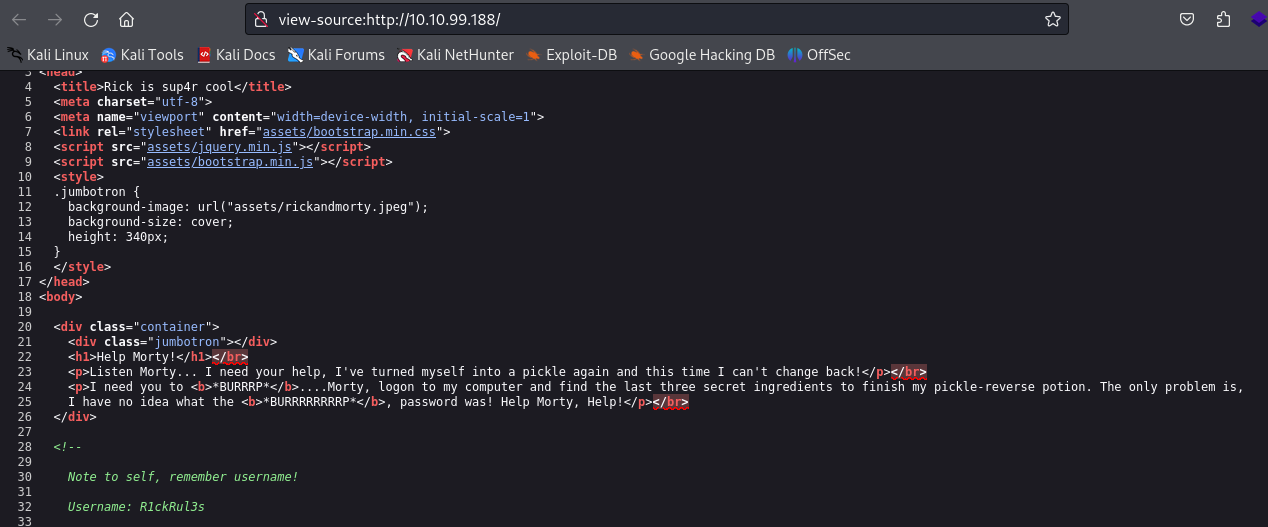 view-source:http://10.10.99.188/
Kali Linux Kali Tools Kali Docs Kali Forums Kali NetHunter Exploit-DB Google Hacking DB OffSec
3 <head>
4 <title>Rick is sup4r cool</title>
5 <meta charset="utf-8">
6 <meta name="viewport" content="width=device-width, initial-scale=1">
7 <link rel="stylesheet" href="assets/bootstrap.min.css">
8 <script src="assets/jquery.min.js"></script>
9 <script src="assets/bootstrap.min.js"></script>
10 <style>
11 .jumbotron {
12 background-image: url("assets/rickandmorty.jpeg");
13 background-size: cover;
14 height: 340px;
15 }
16 </style>
17 </head>
18 <body>
19
20 <div class="container">
21 <div class="jumbotron"></div>
22 <h1>Help Morty!</h1></br>
23 <p>Listen Morty... I need your help, I've turned myself into a pickle again and this time I can't change back!</p></br>
24 <p>I need you to <b>*BURRRP*</b>....Morty, logon to my computer and find the last three secret ingredients to finish my pickle-reverse potion. The only problem is,
25 I have no idea what the <b>*BURRRRRRRRP*</b>, password was! Help Morty, Help!</p></br>
26 </div>
27
28 <!--
29
30 Note to self, remember username!
31
32 Username: R1ckRul3s
33